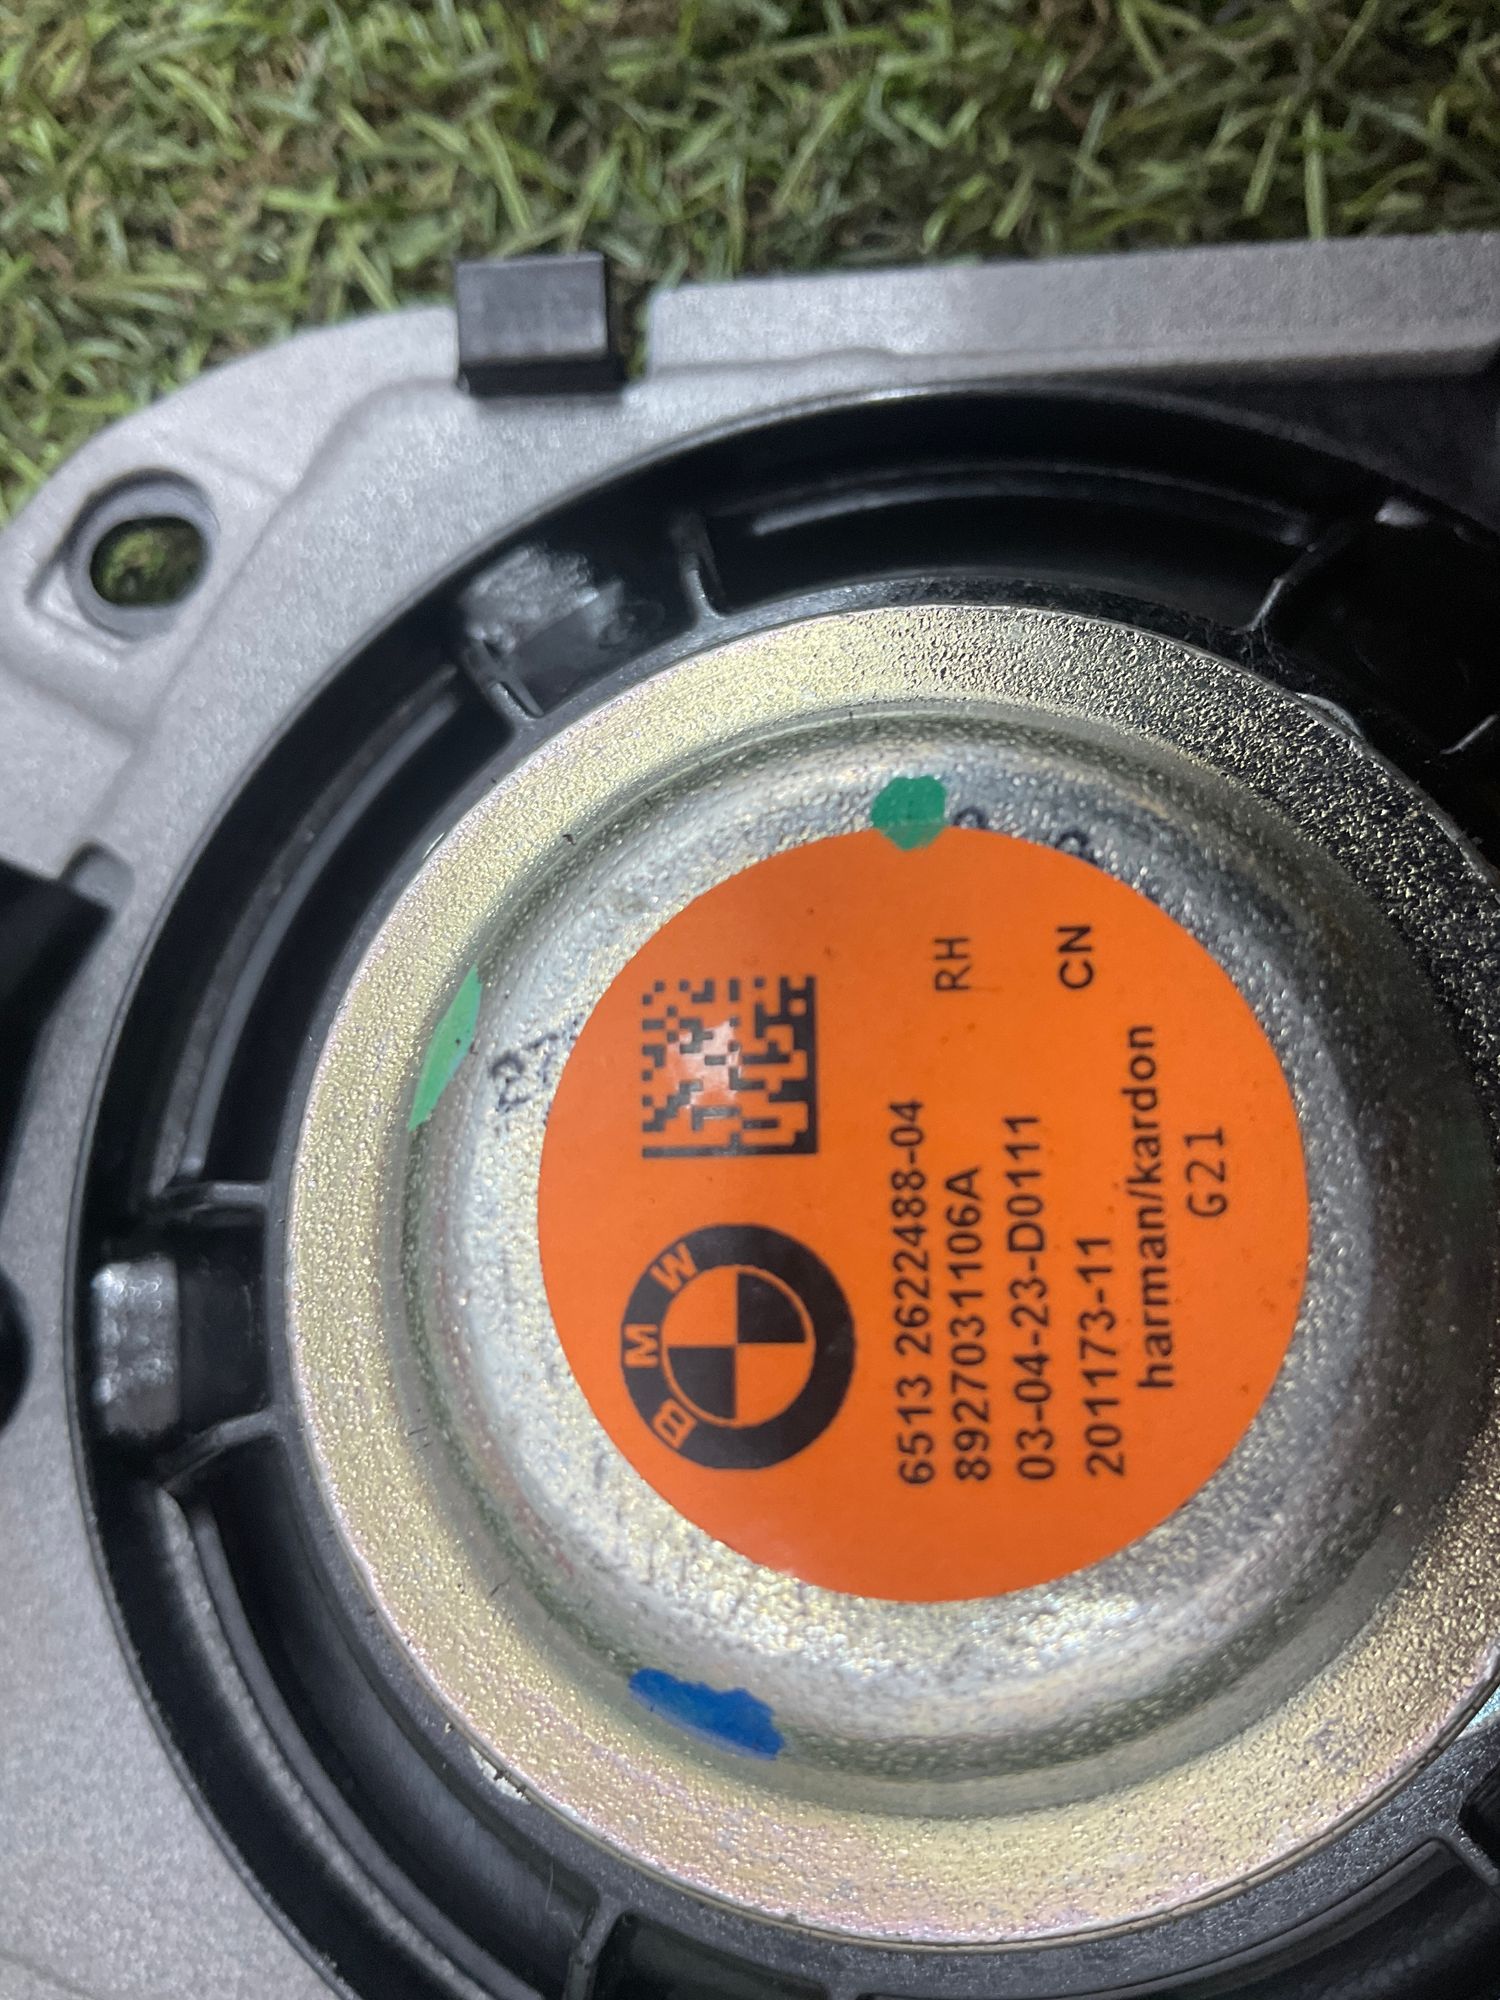 BMW
6513 2622488-04 RH
8927031106A
03-04-23-D0111
201173-11 CN
harman/kardon
G21